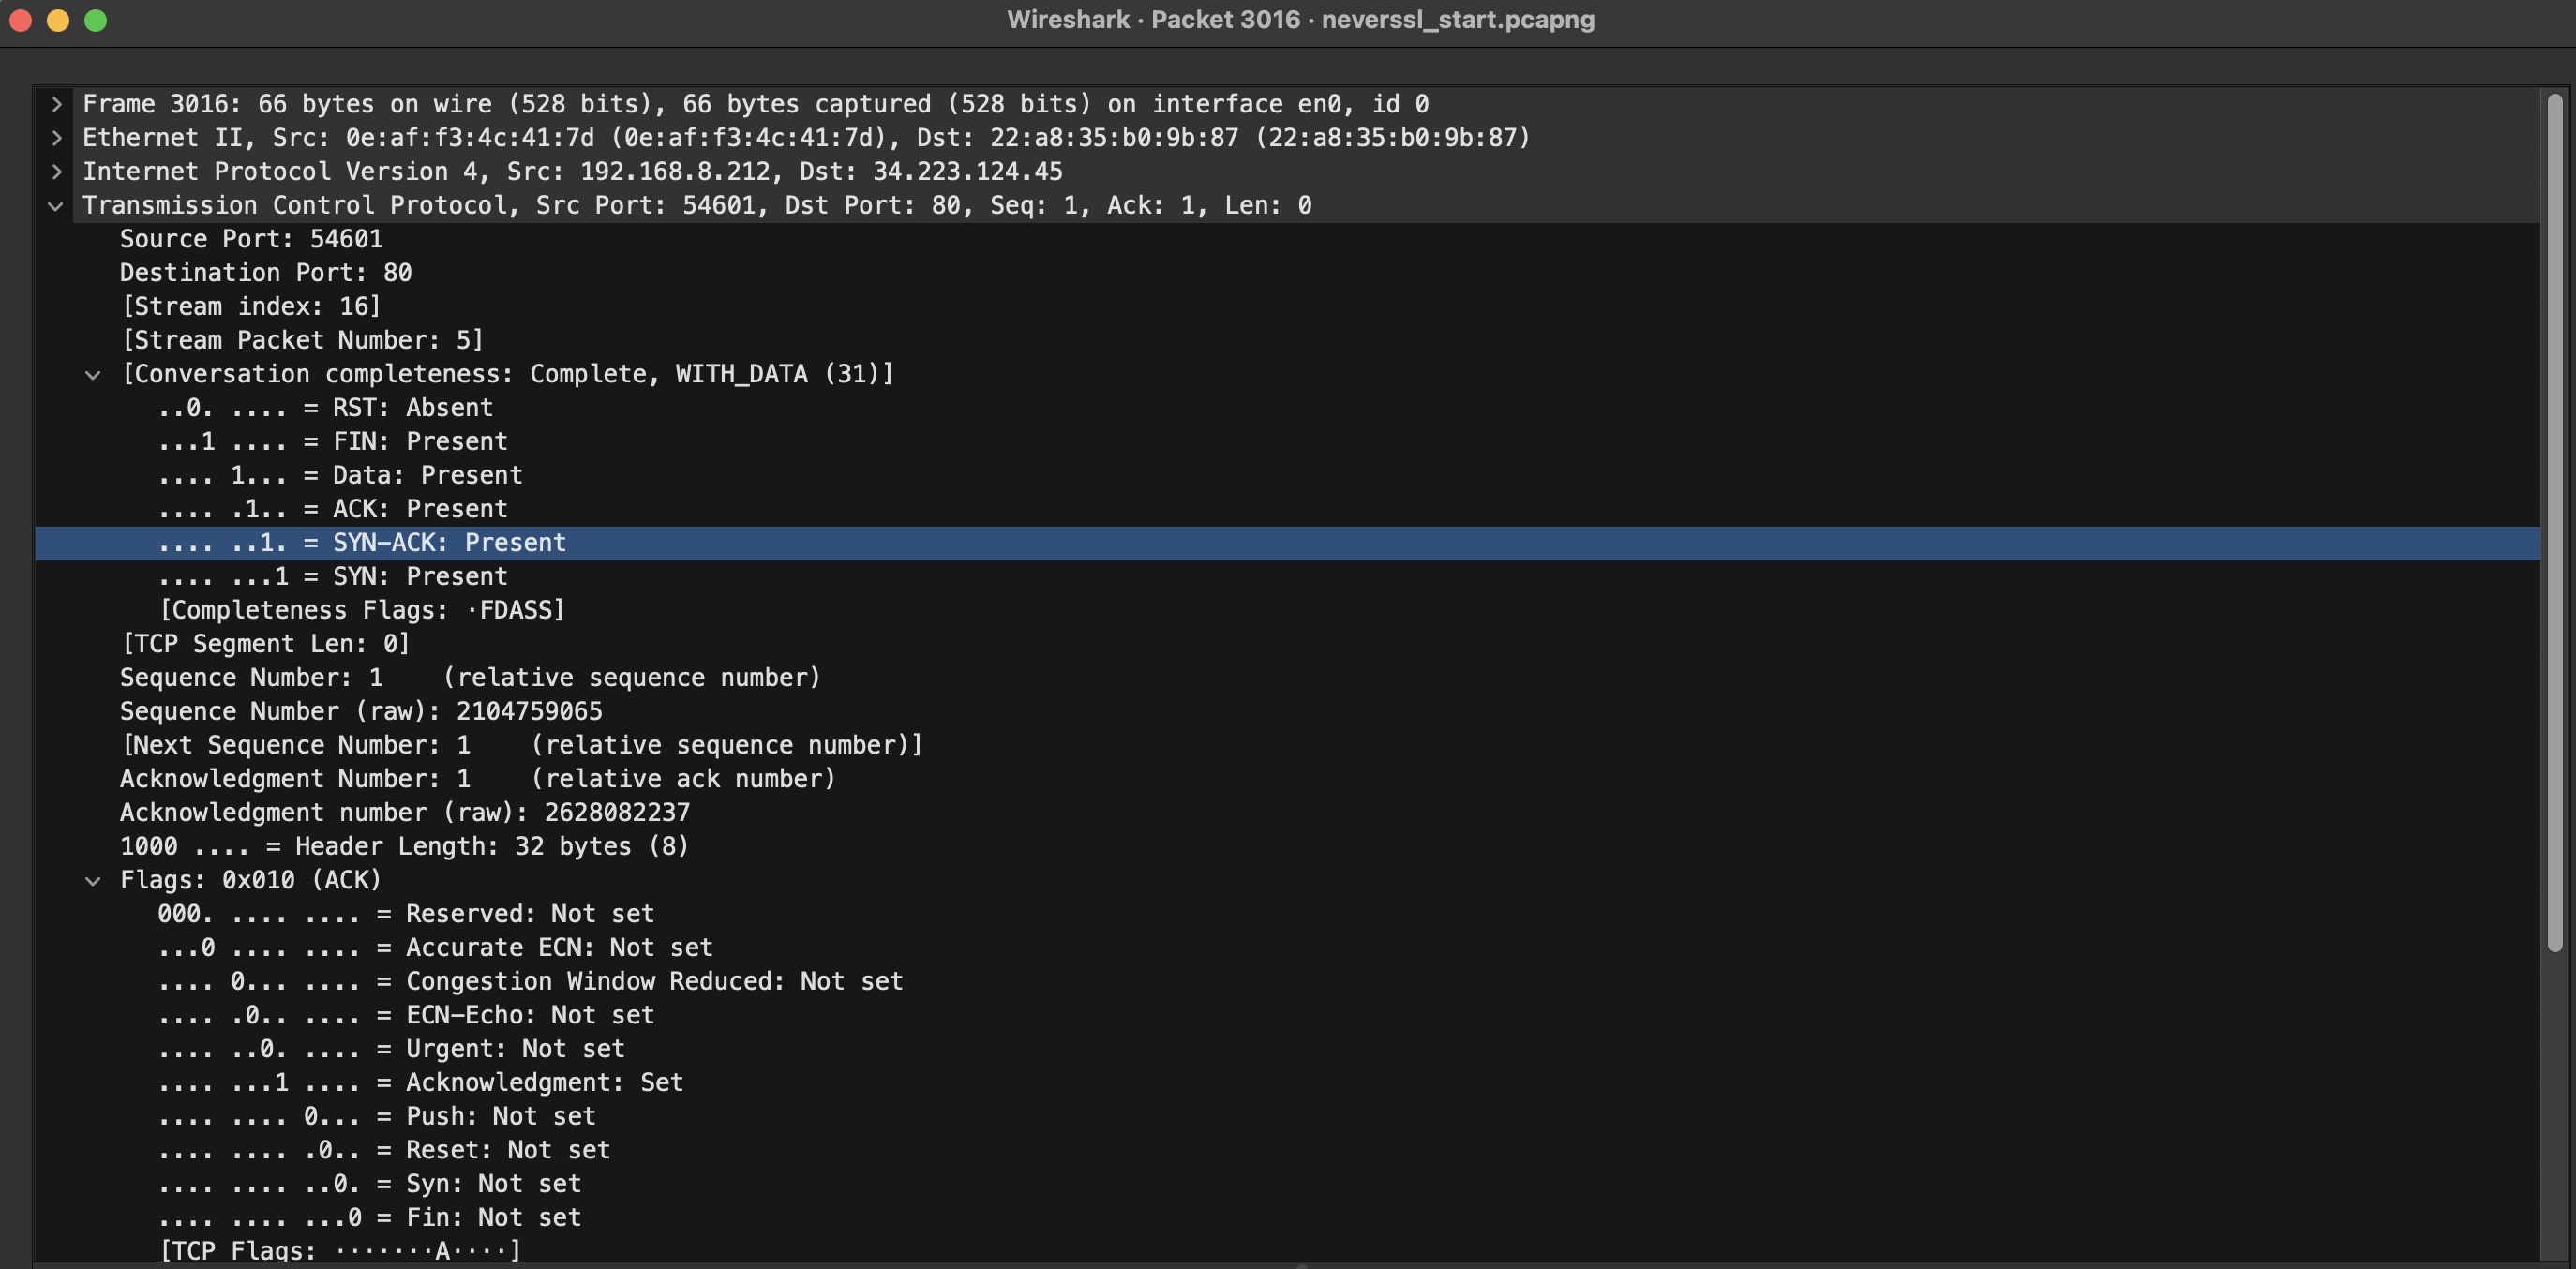 Wireshark · Packet 3016 · neverssl_start.pcapng
Frame 3016: 66 bytes on wire (528 bits), 66 bytes captured (528 bits) on interface en0, id 0
Ethernet II, Src: 0e:af:f3:4c:41:7d (0e:af:f3:4c:41:7d), Dst: 22:a8:35:b0:9b:87 (22:a8:35:b0:9b:87)
Internet Protocol Version 4, Src: 192.168.8.212, Dst: 34.223.124.45
Transmission Control Protocol, Src Port: 54601, Dst Port: 80, Seq: 1, Ack: 1, Len: 0
Source Port: 54601
Destination Port: 80
[Stream index: 16]
[Stream Packet Number: 5]
[Conversation completeness: Complete, WITH_DATA (31)]
..0. .... = RST: Absent
...1 .... = FIN: Present
.... 1... = Data: Present
.... .1.. = ACK: Present
.... ..1. = SYN-ACK: Present
.... ...1 = SYN: Present
[Completeness Flags: ·FDASS]
[TCP Segment Len: 0]
Sequence Number: 1    (relative sequence number)
Sequence Number (raw): 2104759065
[Next Sequence Number: 1    (relative sequence number)]
Acknowledgment Number: 1    (relative ack number)
Acknowledgment number (raw): 2628082237
1000 .... = Header Length: 32 bytes (8)
Flags: 0x010 (ACK)
000. .... .... = Reserved: Not set
...0 .... .... = Accurate ECN: Not set
.... 0... .... = Congestion Window Reduced: Not set
.... .0.. .... = ECN-Echo: Not set
.... ..0. .... = Urgent: Not set
.... ...1 .... = Acknowledgment: Set
.... .... 0... = Push: Not set
.... .... .0.. = Reset: Not set
.... .... ..0. = Syn: Not set
.... .... ...0 = Fin: Not set
[TCP Flags: ·······A····]